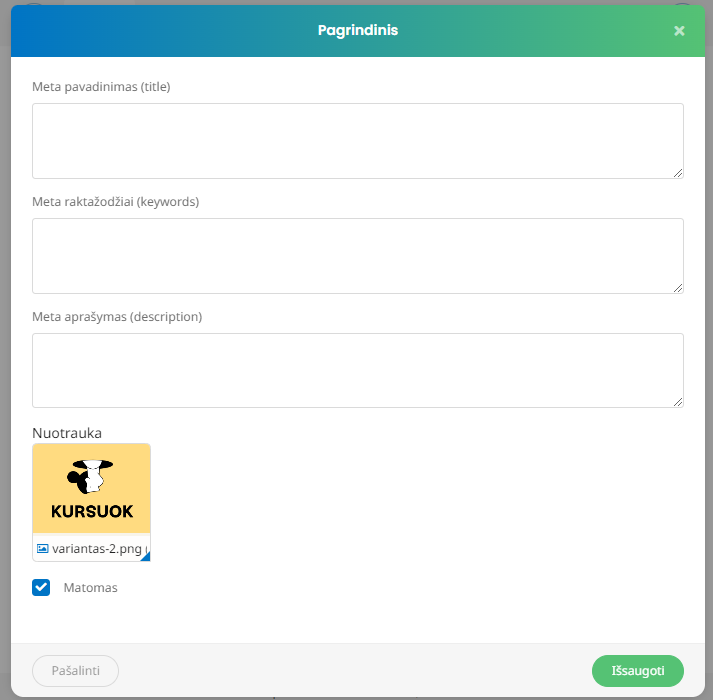 Pagrindinis
Meta pavadinimas (title)
Meta raktažodžiai (keywords)
Meta aprašymas (description)
Nuotrauka
KURSUOK
variantas-2.png
Matomas
Pašalinti
Išsaugoti